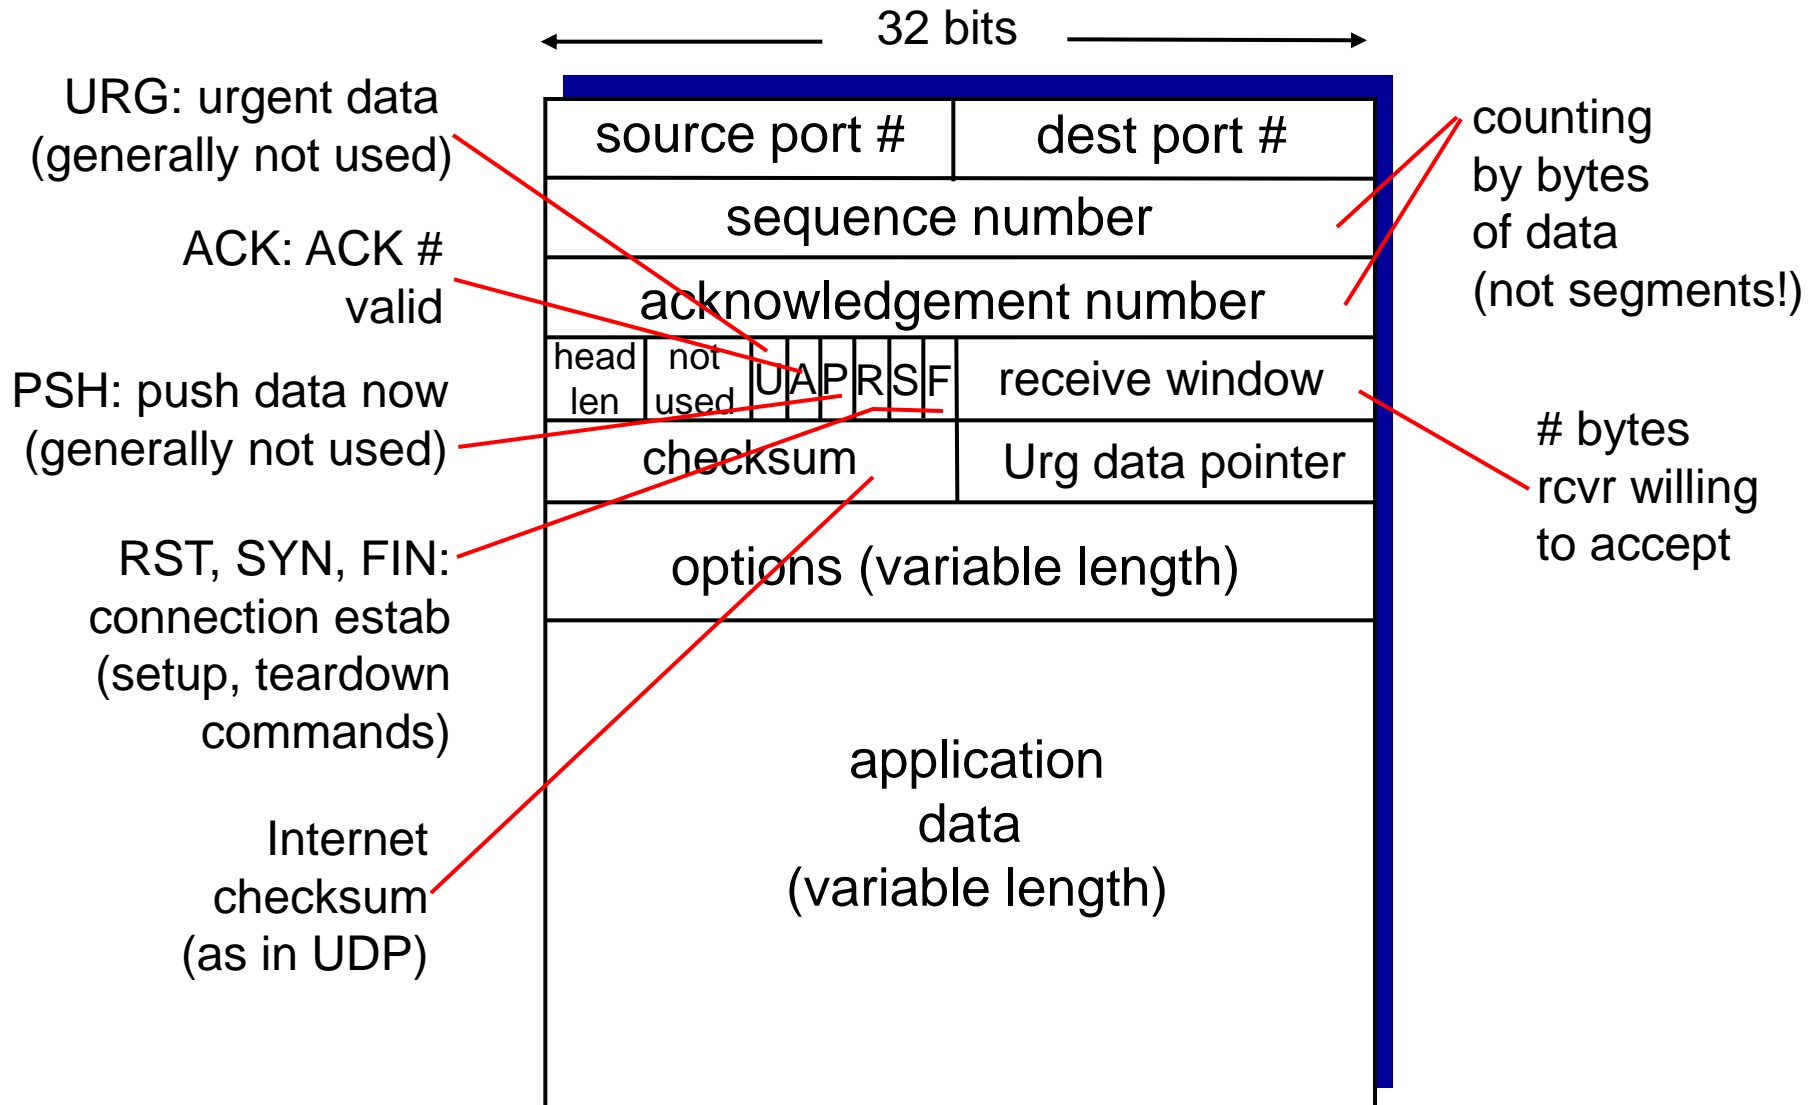 32 bits
URG: urgent data
(generally not used)
ACK: ACK #
valid
PSH: push data now
(generally not used)
RST, SYN, FIN:
connection estab
(setup, teardown
commands)
Internet
checksum
(as in UDP)
source port #
dest port #
sequence number
acknowledgement number
head
len
not
used
U
A
P
R
S
F
receive window
checksum
Urg data pointer
options (variable length)
application
data
(variable length)
counting
by bytes
of data
(not segments!)
# bytes
rcvr willing
to accept